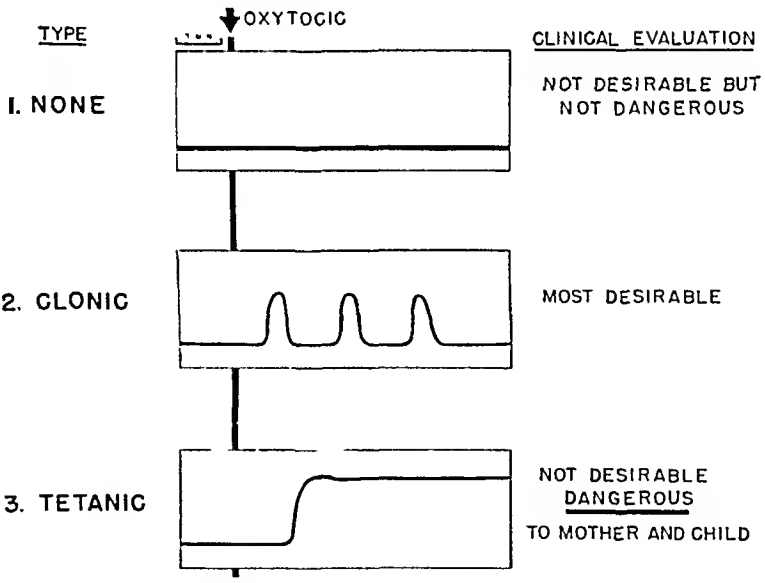 OXYTOCIC
TYPE
CLINICAL EVALUATION
1. NONE
NOT DESIRABLE BUT
NOT DANGEROUS
2. CLONIC
MOST DESIRABLE
3. TETANIC
NOT DESIRABLE
DANGEROUS
TO MOTHER AND CHILD